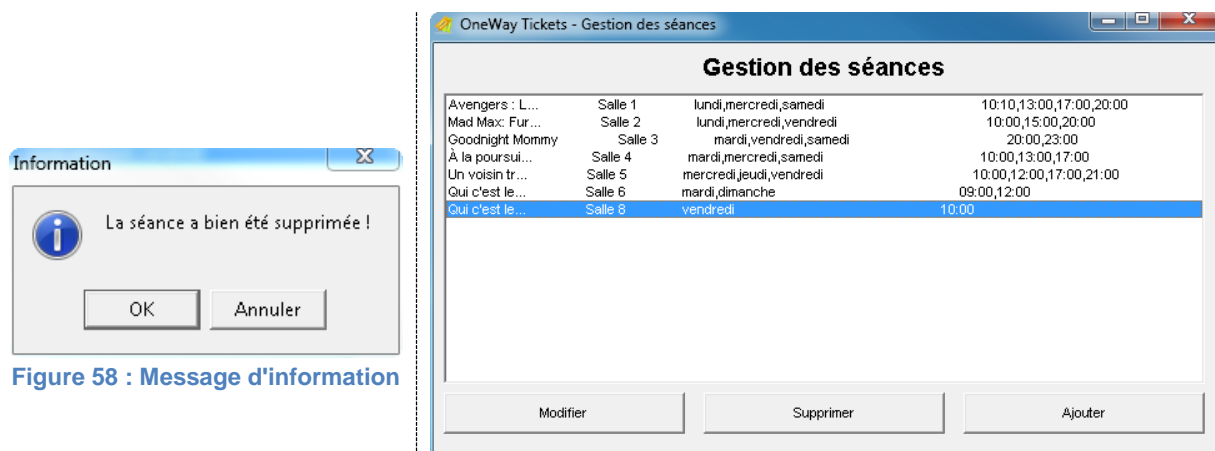 Information
La séance a bien été supprimée !
OK Annuler
Figure 58 : Message d'information
OneWay Tickets - Gestion des séances
Gestion des séances
Avengers : L... Salle 1 lundi,mercredi,samedi 10:10,13:00,17:00,20:00
Mad Max: Fur... Salle 2 lundi,mercredi,vendredi 10:00,15:00,20:00
Goodnight Mommy Salle 3 mardi,vendredi,samedi 20:00,23:00
À la poursui... Salle 4 mardi,mercredi,samedi 10:00,13:00,17:00
Un voisin tr... Salle 5 mercredi,jeudi,vendredi 10:00,12:00,17:00,21:00
Qui c'est le... Salle 6 mardi,dimanche 09:00,12:00
Qui c'est le... Salle 8 vendredi 10:00
Modifier Supprimer Ajouter